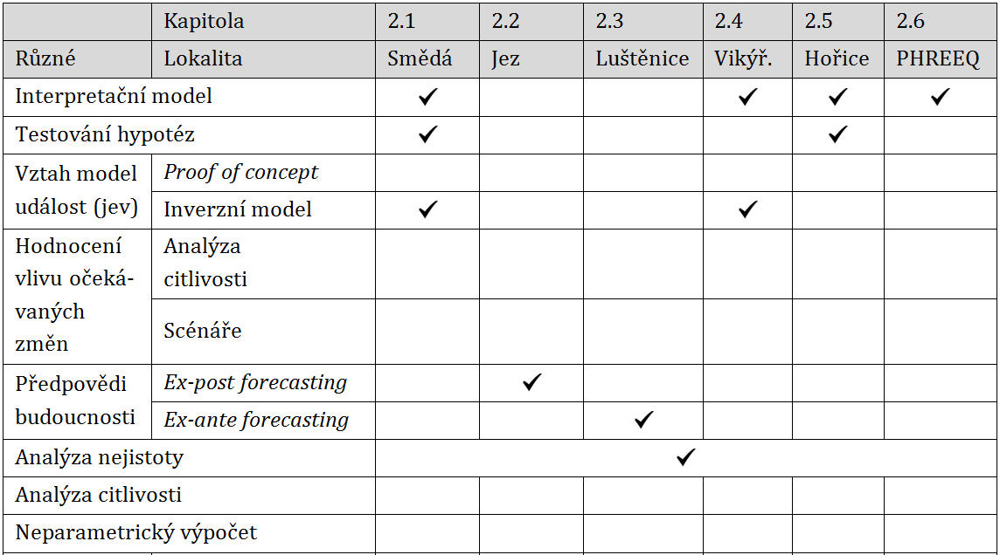 Kapitola 2.1 2.2 2.3 2.4 2.5 2.6
Různé Lokalita Smědá Jez Luštěnice Vikýř. Hořice PHREEQ
Interpretační model ✓ ✓ ✓ ✓
Testování hypotéz ✓ ✓
Vztah model
událost (jev)
Proof of concept
Inverzní model ✓ ✓
Hodnocení
vlivu očeká-
vaných
změn
Analýza
citlivosti
Scénáře
Předpovědi
budoucnosti
Ex-post forecasting ✓
Ex-ante forecasting ✓
Analýza nejistoty ✓
Analýza citlivosti
Neparametrický výpočet